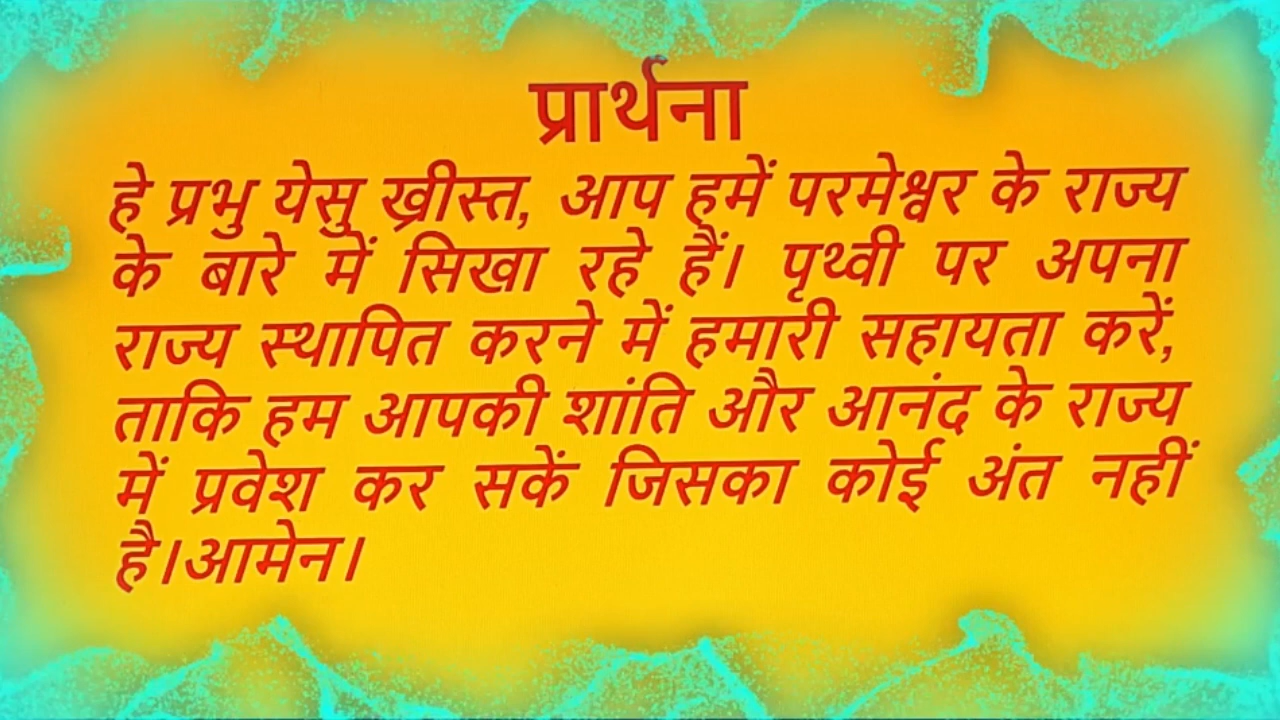 प्रार्थना
हे प्रभु येसु ख्रीस्त, आप हमें परमेश्वर के राज्य
के बारे में सिखा रहे हैं। पृथ्वी पर अपना
राज्य स्थापित करने में हमारी सहायता करें,
ताकि हम आपकी शांति और आनंद के राज्य
में प्रवेश कर सकें जिसका कोई अंत नहीं
है।आमेन।